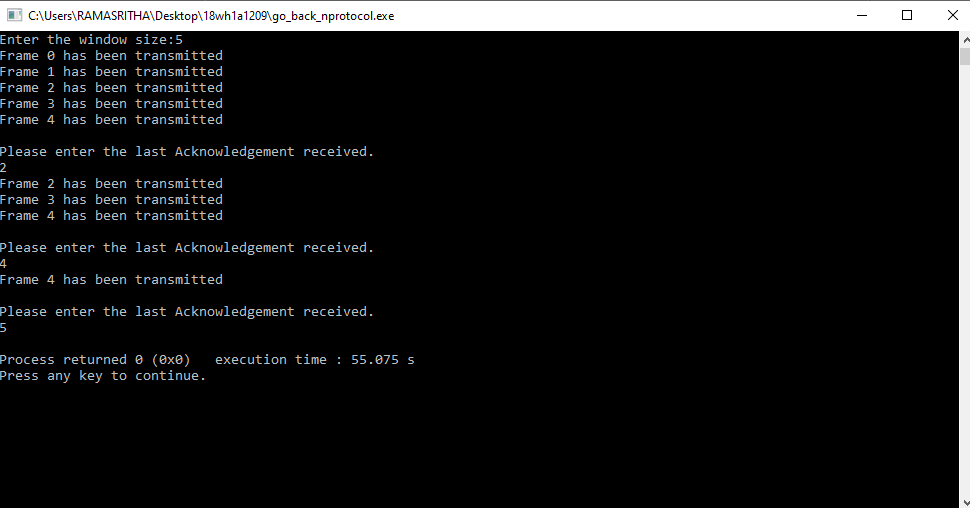 C:\Users\RAMASRITHA\Desktop\18wh1a1209\go_back_nprotocol.exe
Enter the window size:5
Frame 0 has been transmitted
Frame 1 has been transmitted
Frame 2 has been transmitted
Frame 3 has been transmitted
Frame 4 has been transmitted
Please enter the last Acknowledgement received.
2
Frame 2 has been transmitted
Frame 3 has been transmitted
Frame 4 has been transmitted
Please enter the last Acknowledgement received.
4
Frame 4 has been transmitted
Please enter the last Acknowledgement received.
5
Process returned 0 (0x0)   execution time : 55.075 s
Press any key to continue.